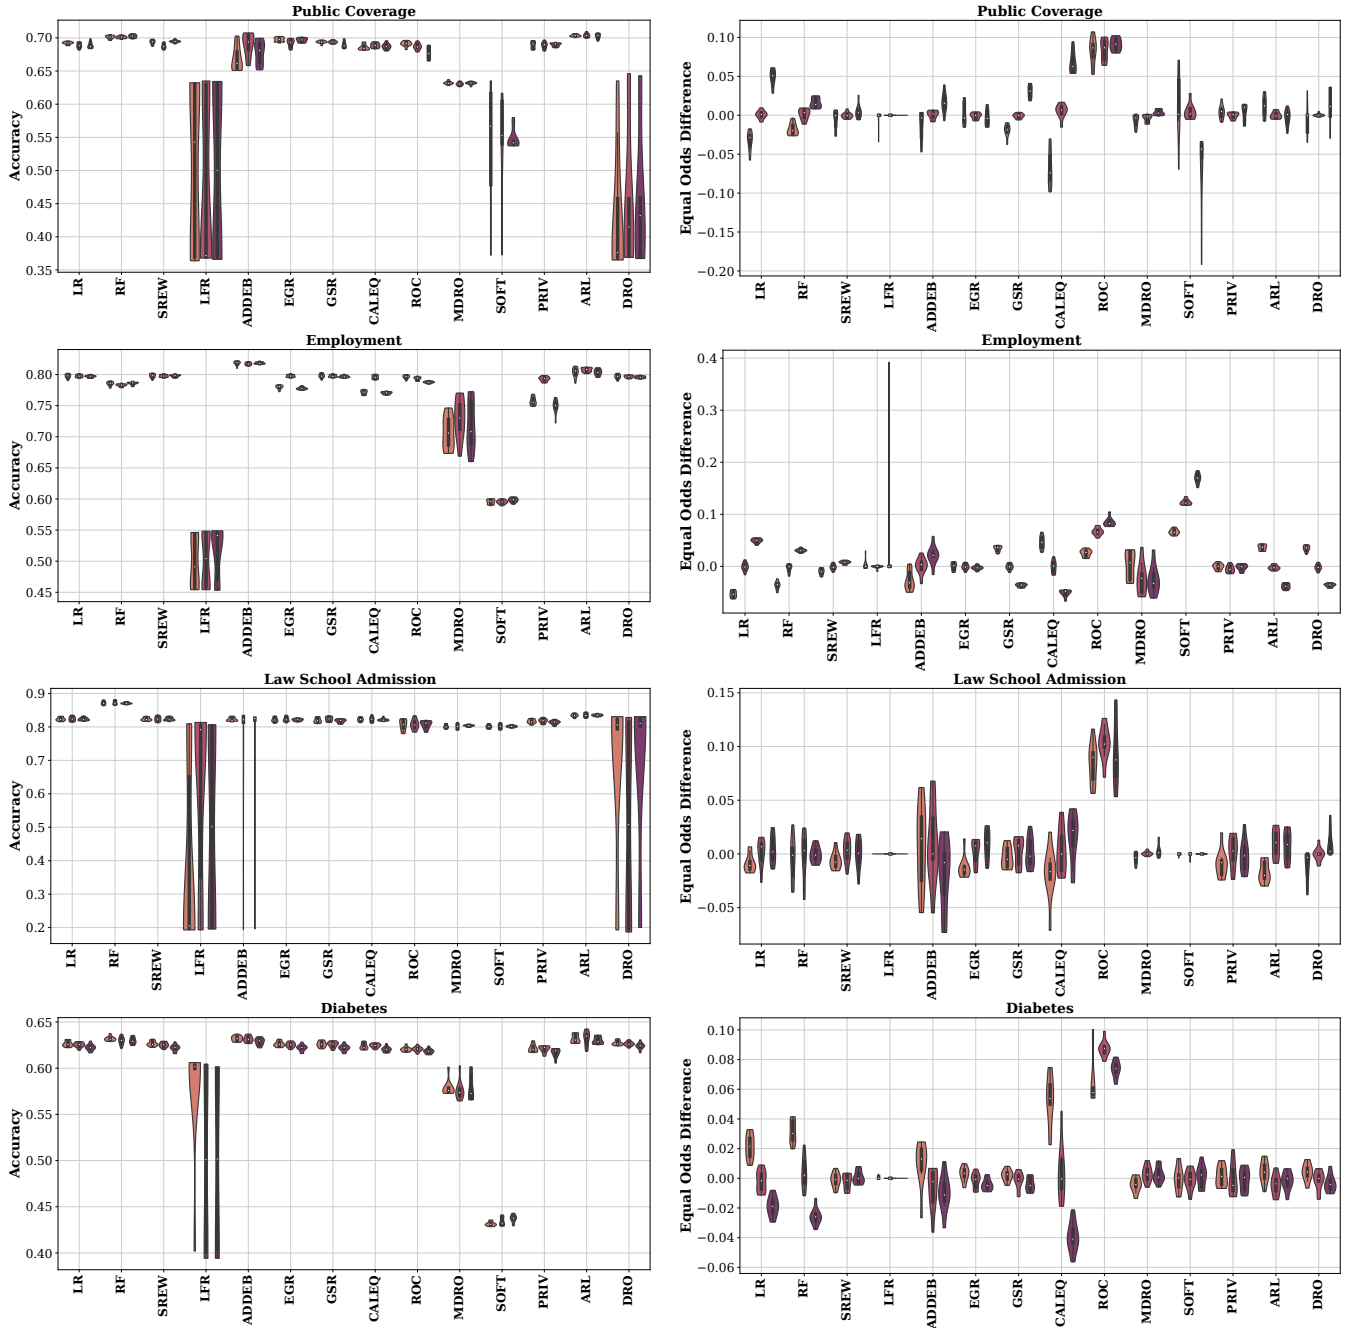 Public Coverage
Accuracy
0.70
0.65
0.60
0.55
0.50
0.45
0.40
0.35
LR RF SREW LFR ADDEB EGR GSR CALEQ ROC MDRO SOFT PRIV ARL DRO
Public Coverage
Equal Odds Difference
0.10
0.05
0.00
−0.05
−0.10
−0.15
−0.20
LR RF SREW LFR ADDEB EGR GSR CALEQ ROC MDRO SOFT PRIV ARL DRO
Employment
Accuracy
0.80
0.75
0.70
0.65
0.60
0.55
0.50
0.45
LR RF SREW LFR ADDEB EGR GSR CALEQ ROC MDRO SOFT PRIV ARL DRO
Employment
Equal Odds Difference
0.4
0.3
0.2
0.1
0.0
LR RF SREW LFR ADDEB EGR GSR CALEQ ROC MDRO SOFT PRIV ARL DRO
Law School Admission
Accuracy
0.9
0.8
0.7
0.6
0.5
0.4
0.3
0.2
LR RF SREW LFR ADDEB EGR GSR CALEQ ROC MDRO SOFT PRIV ARL DRO
Law School Admission
Equal Odds Difference
0.15
0.10
0.05
0.00
−0.05
LR RF SREW LFR ADDEB EGR GSR CALEQ ROC MDRO SOFT PRIV ARL DRO
Diabetes
Accuracy
0.65
0.60
0.55
0.50
0.45
0.40
LR RF SREW LFR ADDEB EGR GSR CALEQ ROC MDRO SOFT PRIV ARL DRO
Diabetes
Equal Odds Difference
0.10
0.08
0.06
0.04
0.02
0.00
−0.02
−0.04
−0.06
LR RF SREW LFR ADDEB EGR GSR CALEQ ROC MDRO SOFT PRIV ARL DRO